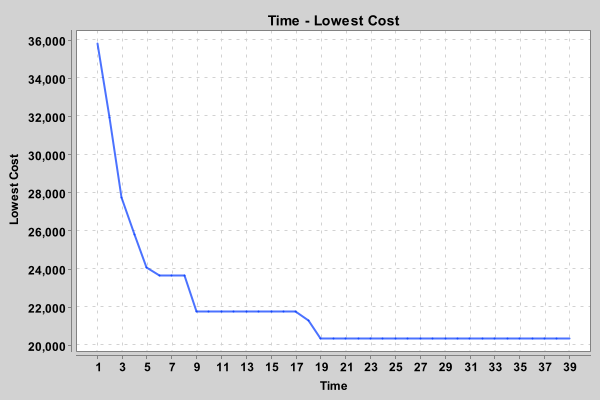 Time - Lowest Cost
36,000
34,000
32,000
30,000
28,000
26,000
24,000
22,000
20,000
Lowest Cost
1 3 5 7 9 11 13 15 17 19 21 23 25 27 29 31 33 35 37 39
Time